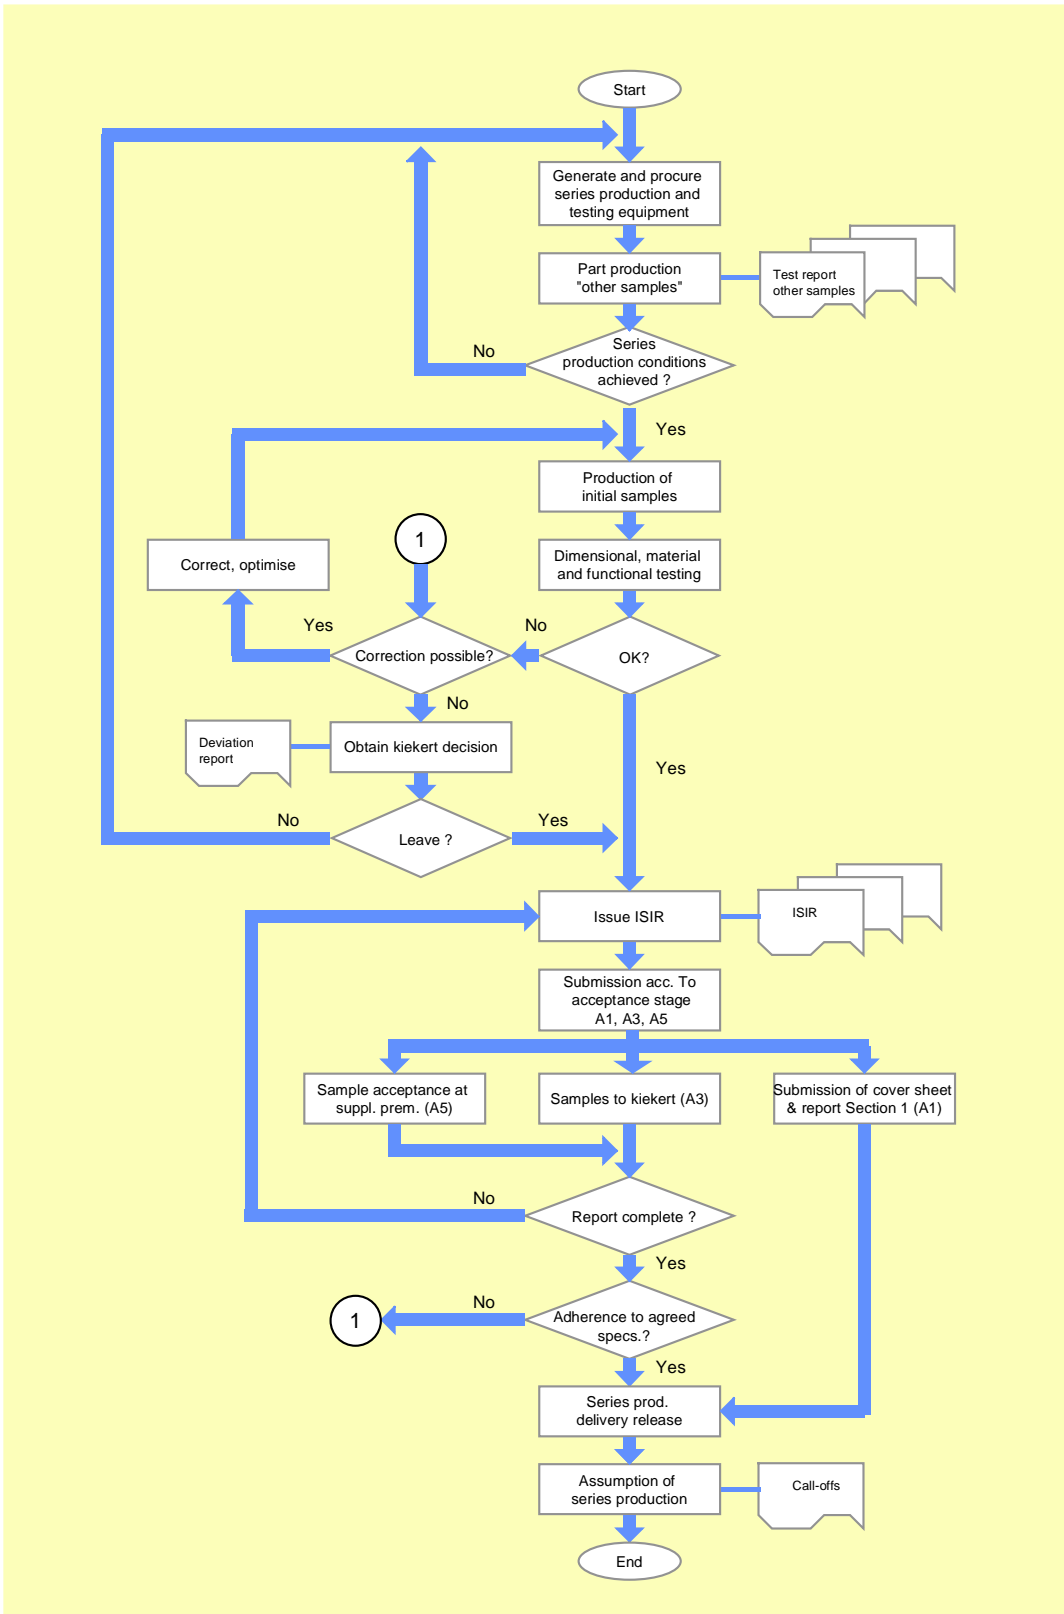 Start
Generate and procure
series production and
testing equipment
Part production
"other samples"
Test report
other samples
Series
production conditions
achieved ?
No
Yes
Production of
initial samples
1
Correct, optimise
Dimensional, material
and functional testing
Yes
No
Correction possible?
OK?
No
Deviation
report
Obtain kiekert decision
Yes
No
Yes
Leave ?
Issue ISIR
ISIR
Submission acc. To
acceptance stage
A1, A3, A5
Sample acceptance at
suppl. prem. (A5)
Samples to kiekert (A3)
Submission of cover sheet
& report Section 1 (A1)
No
Report complete ?
Yes
No
1
Adherence to agreed
specs.?
Yes
Series prod.
delivery release
Assumption of
series production
Call-offs
End